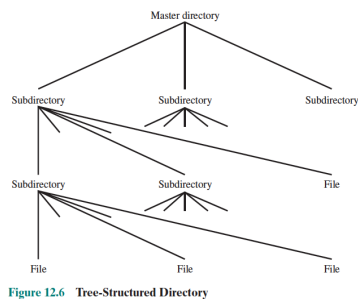 Master directory
Subdirectory Subdirectory Subdirectory
Subdirectory Subdirectory File
File File File
Figure 12.6 Tree-Structured Directory